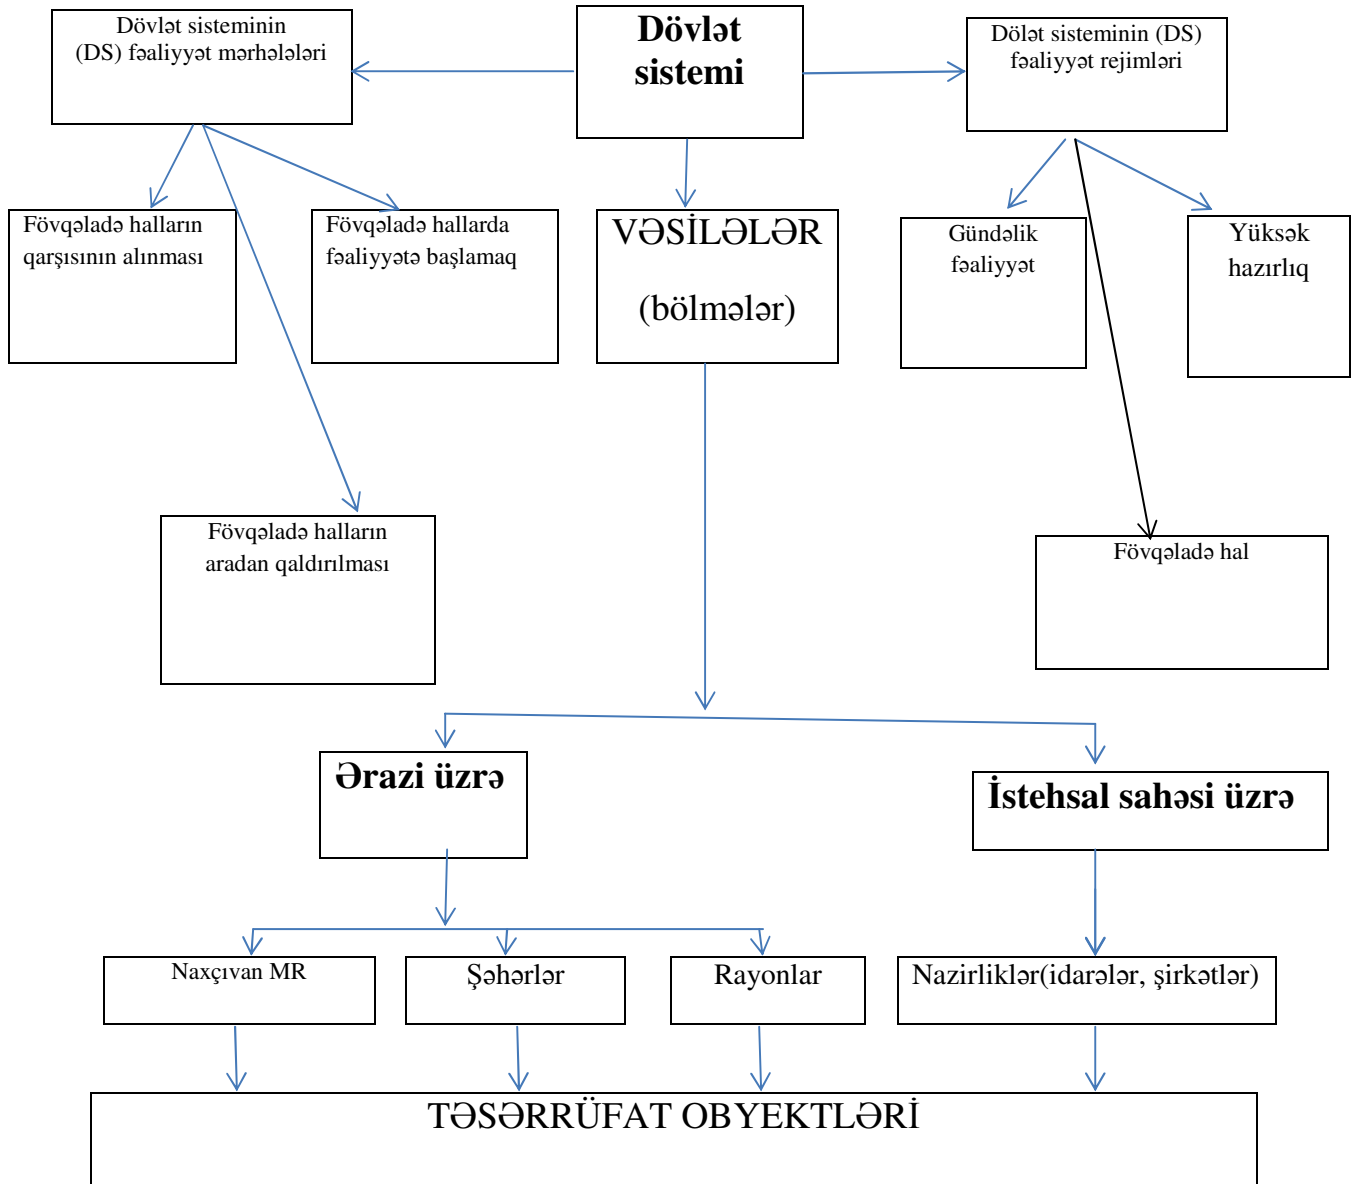 Dövlət sisteminin
(DS) fəaliyyət mərhələləri
Dövlət
sistemi
Dölət sisteminin (DS)
fəaliyyət rejimləri
Fövqəladə halların
qarşısının alınması
Fövqəladə hallarda
fəaliyyətə başlamaq
VƏSİLƏLƏR
(bölmələr)
Gündəlik
fəaliyyət
Yüksək
hazırlıq
Fövqəladə halların
aradan qaldırılması
Fövqəladə hal
Ərazi üzrə
İstehsal sahəsi üzrə
Naxçıvan MR
Şəhərlər
Rayonlar
Nazirliklər(idarələr, şirkətlər)
TƏSƏRRÜFAT OBYEKTLƏRİ